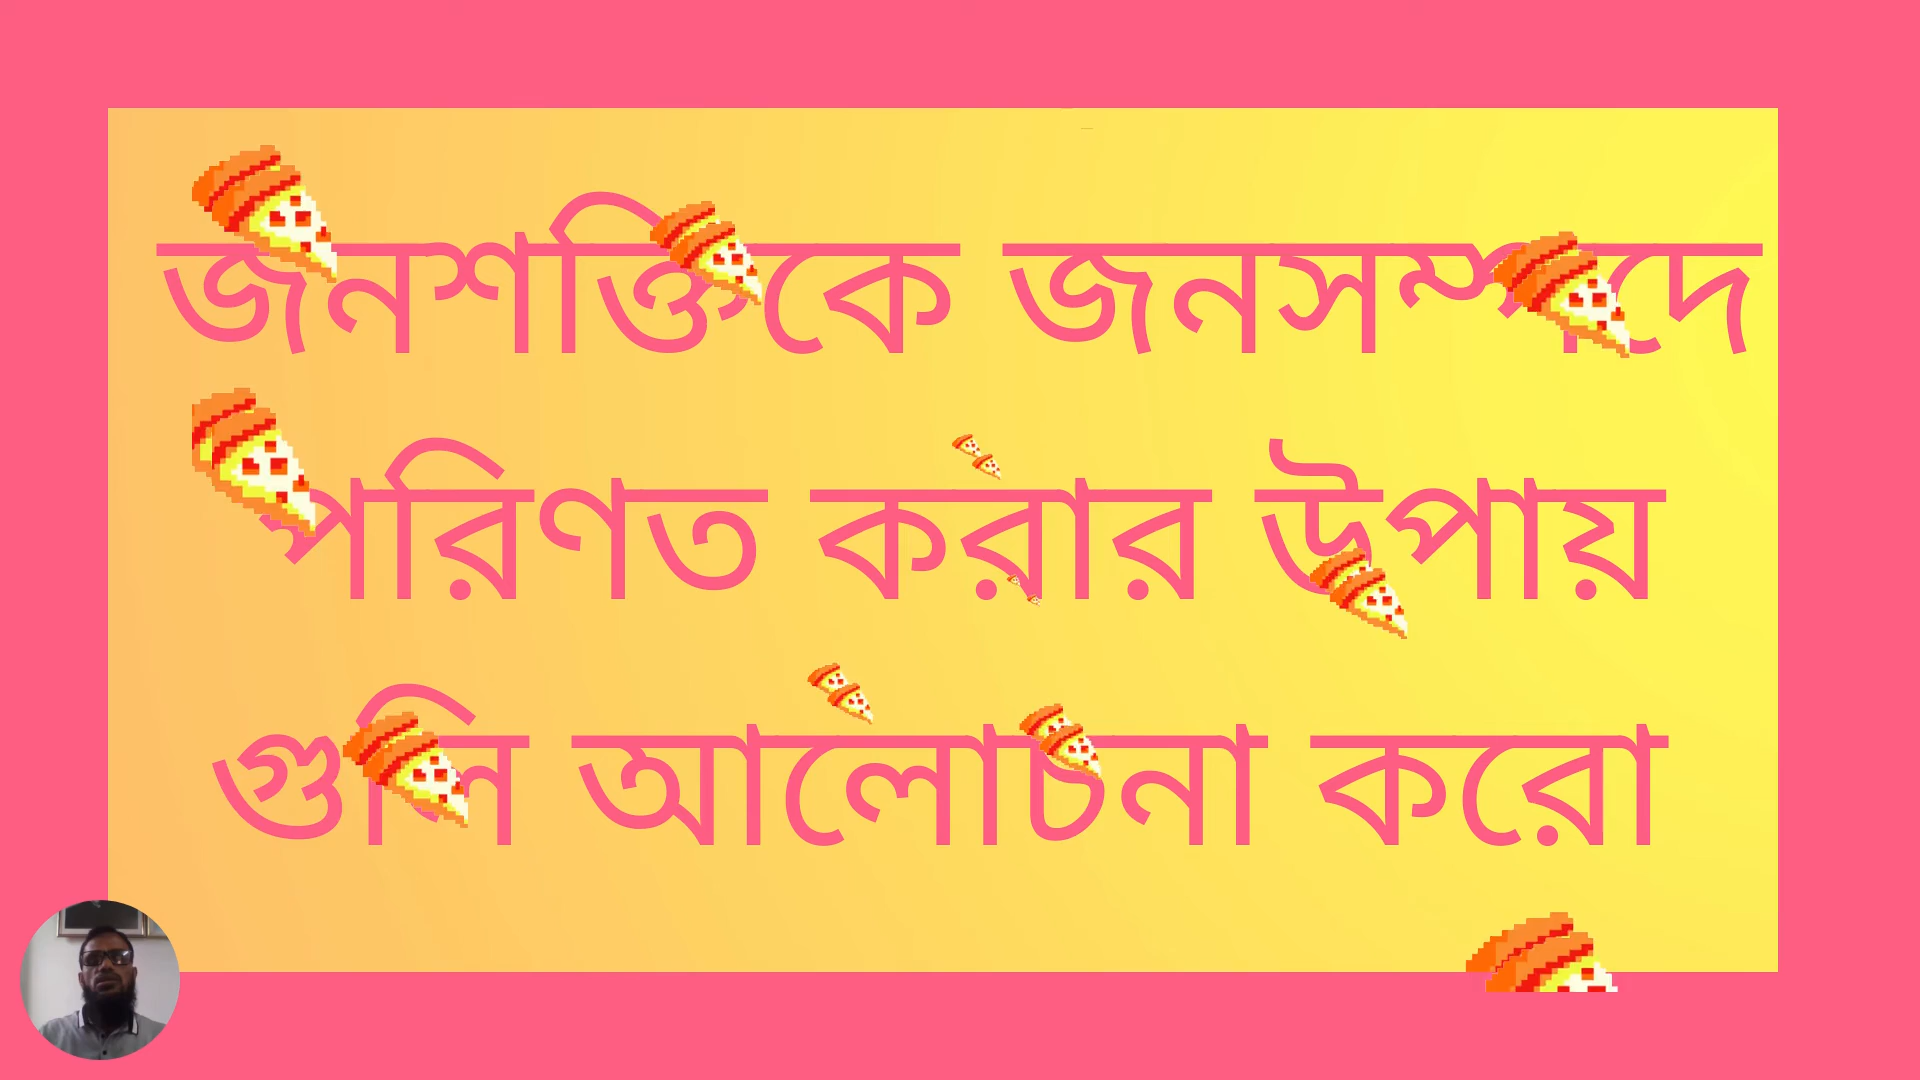 জনশক্তিকে জনসম্পদে
পরিণত করার উপায়
গুলি আলোচনা করো